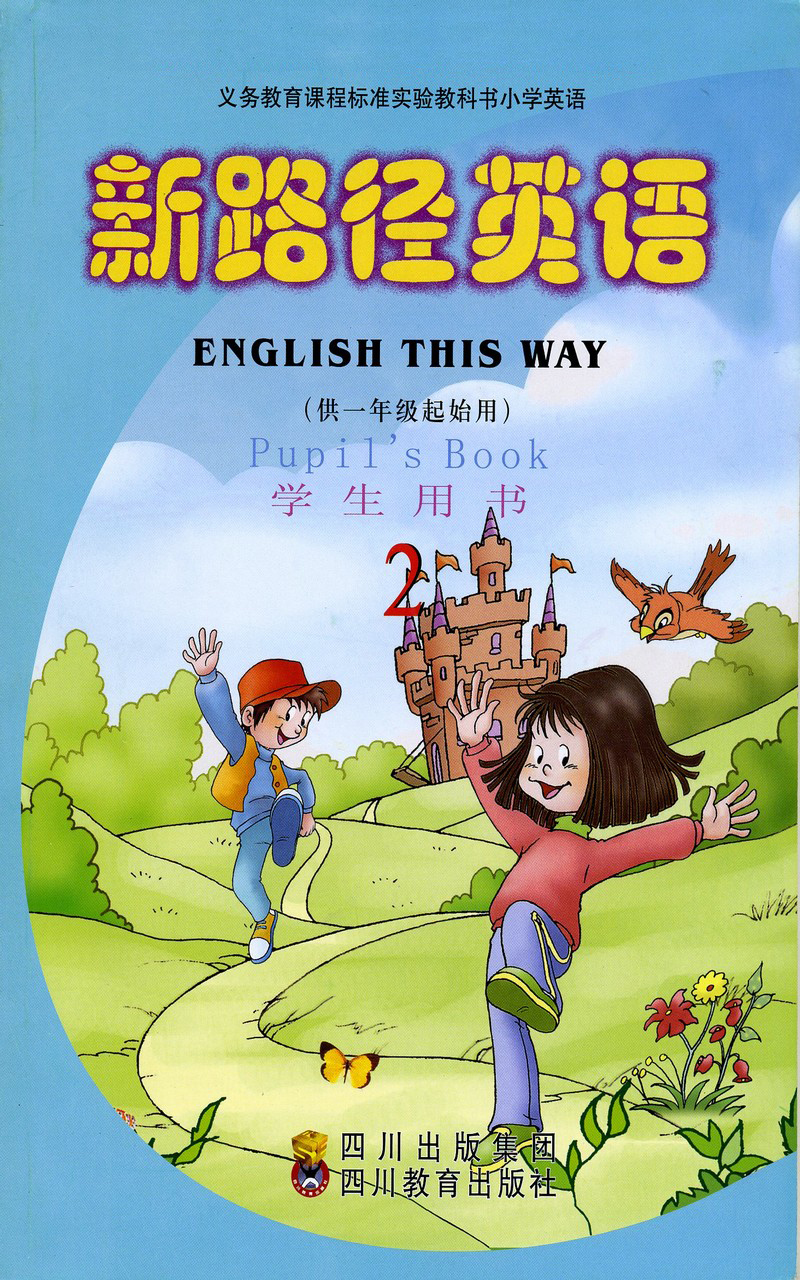 义务教育课程标准实验教科书小学英语
新路径英语
ENGLISH THIS WAY
（供一年级起始用）
Pupil's Book
学生用书
2
四川出版集团
四川教育出版社